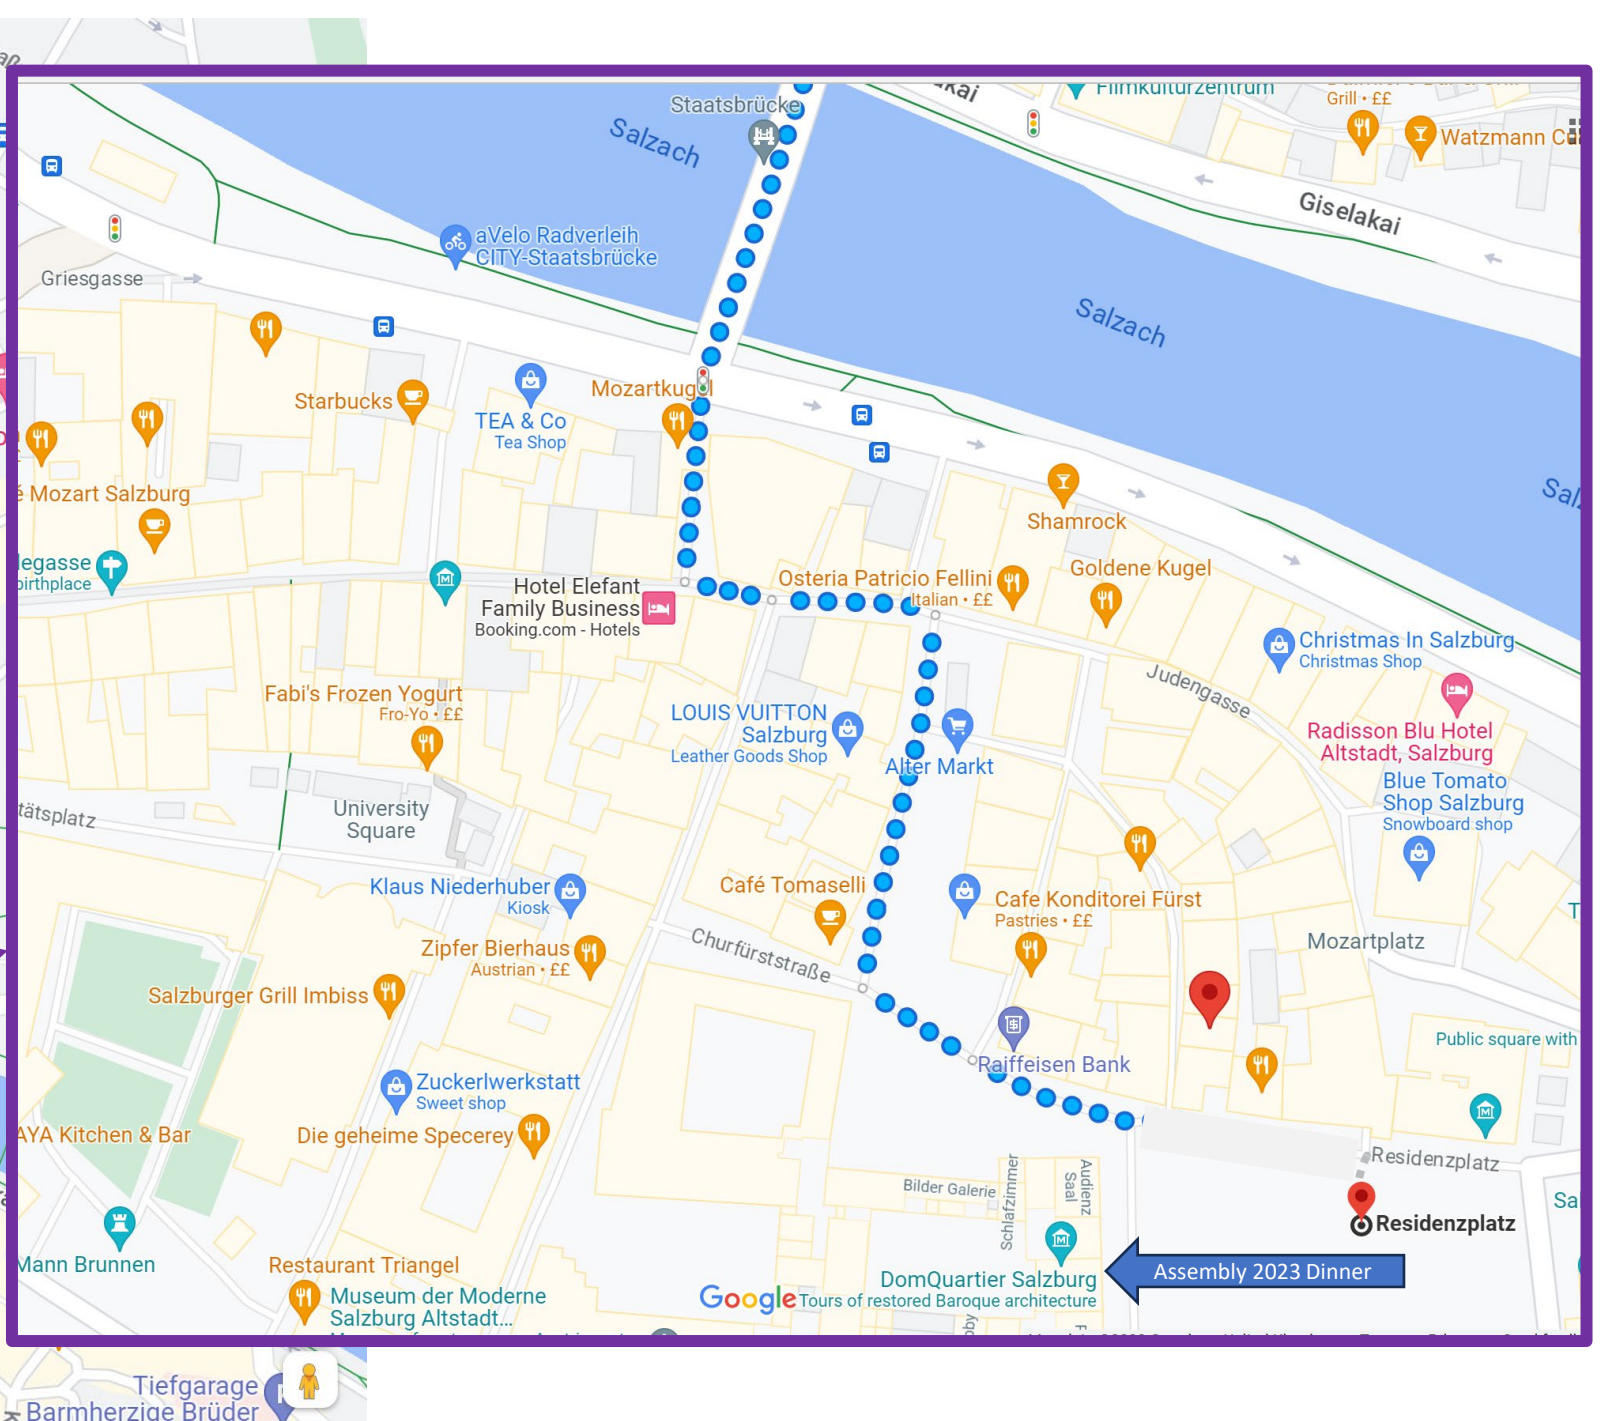 Staatsbrücke
Filmkulturzentrum
Grill • ££
Watzmann
Salzach
Giselakai
aVelo Radverleih
CITY-Staatsbrücke
Griesgasse
Salzach
Starbucks
Mozartkugel
TEA & Co
Tea Shop
é Mozart Salzburg
Shamrock
birthplace
Hotel Elefant
Family Business
Booking.com - Hotels
Osteria Patricio Fellini
Italian • ££
Goldene Kugel
Christmas In Salzburg
Christmas Shop
Judengasse
Fabi's Frozen Yogurt
Fro-Yo • ££
LOUIS VUITTON
Salzburg
Leather Goods Shop
Alter Markt
Radisson Blu Hotel
Altstadt, Salzburg
Blue Tomato
Shop Salzburg
Snowboard shop
University
Square
tätsplatz
Klaus Niederhuber
Kiosk
Café Tomaselli
Cafe Konditorei Fürst
Pastries • ££
Churfürststraße
Mozartplatz
Zipfer Bierhaus
Austrian • ££
Salzburger Grill Imbiss
Raiffeisen Bank
Public square with
Zuckerlwerkstatt
Sweet shop
AYA Kitchen & Bar
Die geheime Specerey
Residenzplatz
Bilder Galerie
Schlafzimmer
Audienz
Saal
Residenzplatz
Mann Brunnen
Restaurant Triangel
Museum der Moderne
Salzburg Altstadt...
DomQuartier Salzburg
Google
Tours of restored Baroque architecture
Assembly 2023 Dinner
Tiefgarage
Barmherzige Brüder